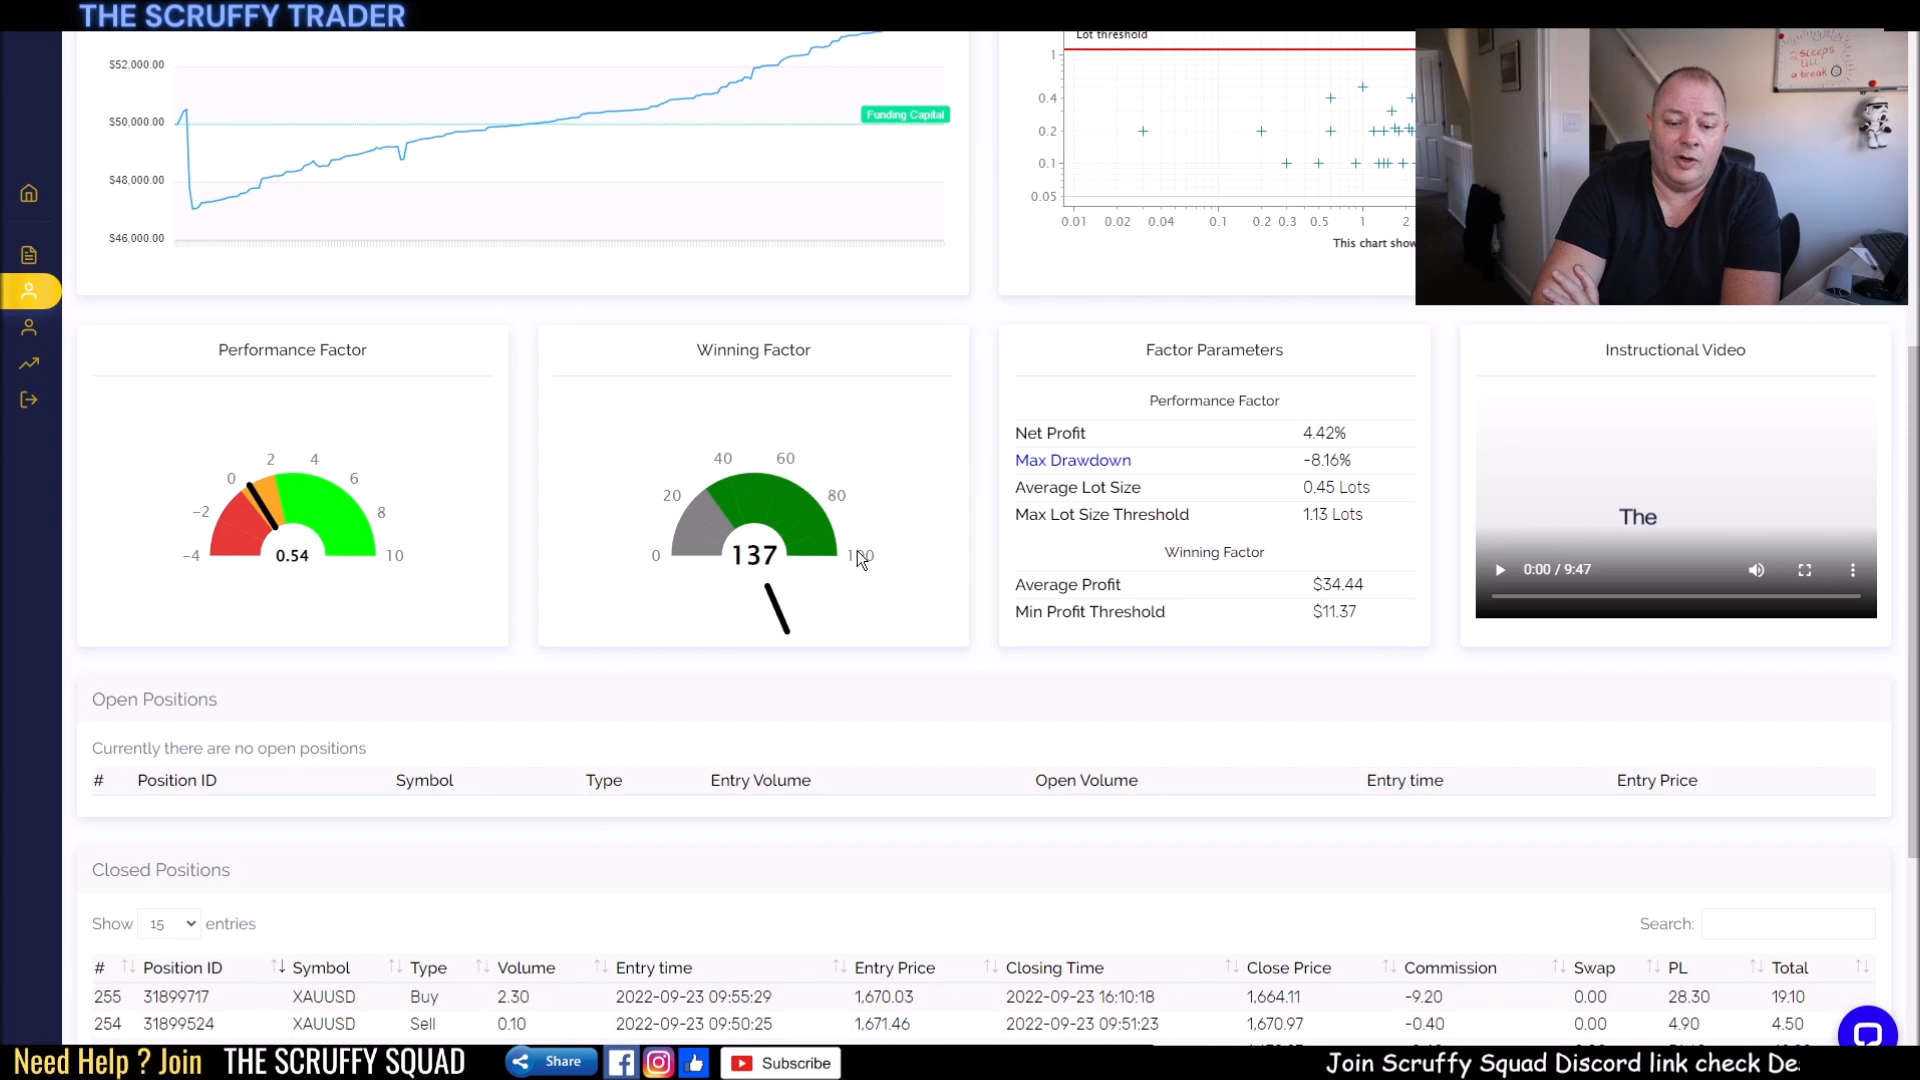 THE SCRUFFY TRADER
$52,000.00
$50,000.00
$48,000.00
$46,000.00
Funding Capital
Lot threshold
1
0.4
0.2
0.1
0.05
0.01 0.02 0.04 0.1 0.2 0.3 0.5 1 2
This chart show
2 biceps
till
a break
Performance Factor
-4 -2 0 2 4 6 8 10
0.54
Winning Factor
0 20 40 60 80 100
137
Factor Parameters
Performance Factor
Net Profit 4.42%
Max Drawdown -8.16%
Average Lot Size 0.45 Lots
Max Lot Size Threshold 1.13 Lots
Winning Factor
Average Profit $34.44
Min Profit Threshold $11.37
Instructional Video
The
0:00 / 9:47
Open Positions
Currently there are no open positions
# Position ID Symbol Type Entry Volume Open Volume Entry time Entry Price
Closed Positions
Show 15 entries
Search:
# Position ID Symbol Type Volume Entry time Entry Price Closing Time Close Price Commission Swap PL Total
255 31899717 XAUUSD Buy 2.30 2022-09-23 09:55:29 1,670.03 2022-09-23 16:10:18 1,664.11 -9.20 0.00 28.30 19.10
254 31899524 XAUUSD Sell 0.10 2022-09-23 09:50:25 1,671.46 2022-09-23 09:51:23 1,670.97 -0.40 0.00 4.90 4.50
Need Help ? Join THE SCRUFFY SQUAD
Share
Subscribe
Join Scruffy Squad Discord link check De